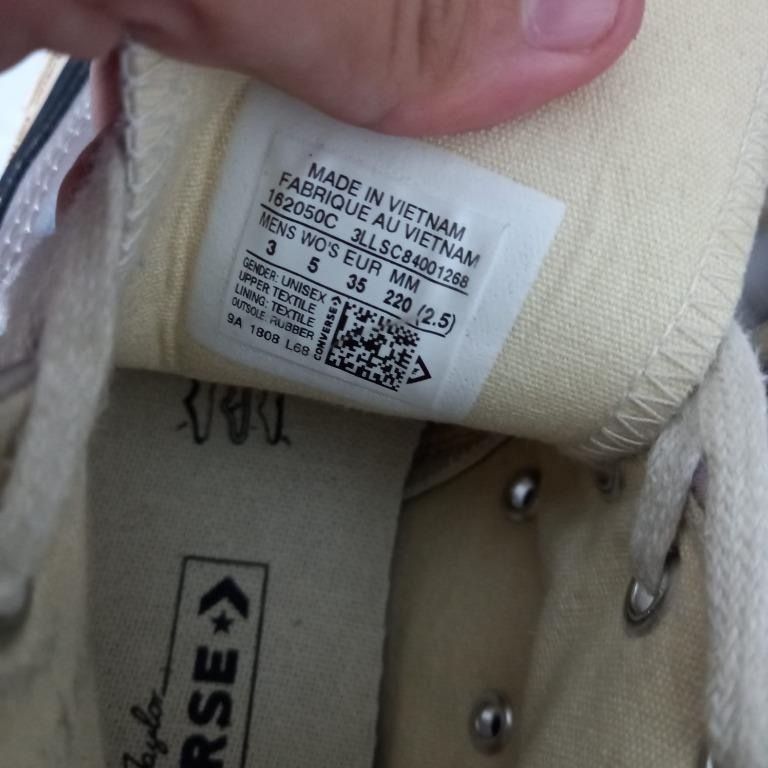 MADE IN VIETNAM
FABRIQUE AU VIETNAM
162050C 3LLSC84001268
MENS WO'S EUR MM
3 5 35 220 (2.5)
GENDER: UNISEX
UPPER TEXTILE
LINING: TEXTILE
OUTSOLE: RUBBER
9A 1808 L68
CONVERSE
RSE
Taylor